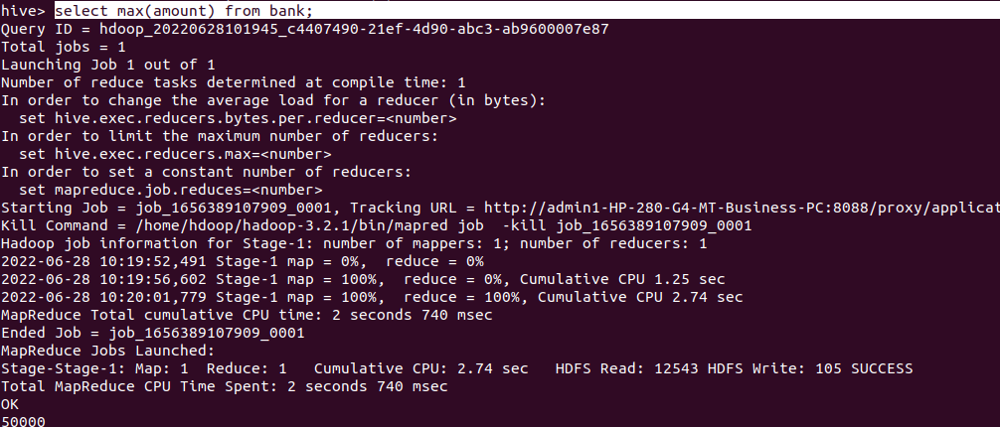 hive> select max(amount) from bank;
Query ID = hdoop_20220628101945_c4407490-21ef-4d90-abc3-ab9600007e87
Total jobs = 1
Launching Job 1 out of 1
Number of reduce tasks determined at compile time: 1
In order to change the average load for a reducer (in bytes):
  set hive.exec.reducers.bytes.per.reducer=<number>
In order to limit the maximum number of reducers:
  set hive.exec.reducers.max=<number>
In order to set a constant number of reducers:
  set mapreduce.job.reduces=<number>
Starting Job = job_1656389107909_0001, Tracking URL = http://admin1-HP-280-G4-MT-Business-PC:8088/proxy/applicat
Kill Command = /home/hdoop/hadoop-3.2.1/bin/mapred job  -kill job_1656389107909_0001
Hadoop job information for Stage-1: number of mappers: 1; number of reducers: 1
2022-06-28 10:19:52,491 Stage-1 map = 0%,  reduce = 0%
2022-06-28 10:19:56,602 Stage-1 map = 100%,  reduce = 0%, Cumulative CPU 1.25 sec
2022-06-28 10:20:01,779 Stage-1 map = 100%,  reduce = 100%, Cumulative CPU 2.74 sec
MapReduce Total cumulative CPU time: 2 seconds 740 msec
Ended Job = job_1656389107909_0001
MapReduce Jobs Launched:
Stage-Stage-1: Map: 1  Reduce: 1   Cumulative CPU: 2.74 sec   HDFS Read: 12543 HDFS Write: 105 SUCCESS
Total MapReduce CPU Time Spent: 2 seconds 740 msec
OK
50000